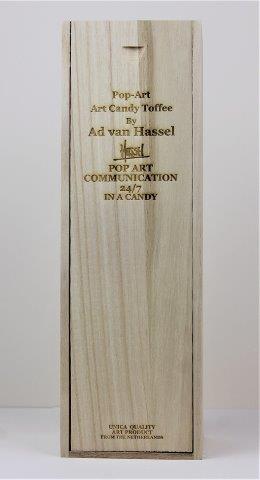 Pop-Art
Art Candy Toffee
By
Ad van Hassel
Hassel
POP ART
COMMUNICATION
24/7
IN A CANDY
UNICA QUALITY
ART PRODUCT
FROM THE NETHERLANDS